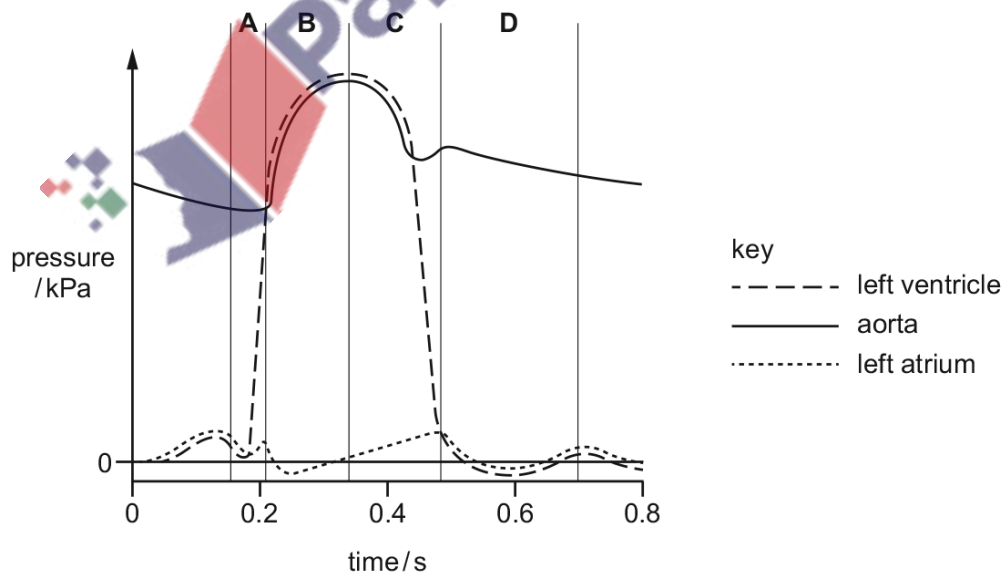 A B C D
pressure
/ kPa
key
left ventricle
aorta
left atrium
0
0 0.2 0.4 0.6 0.8
time / s